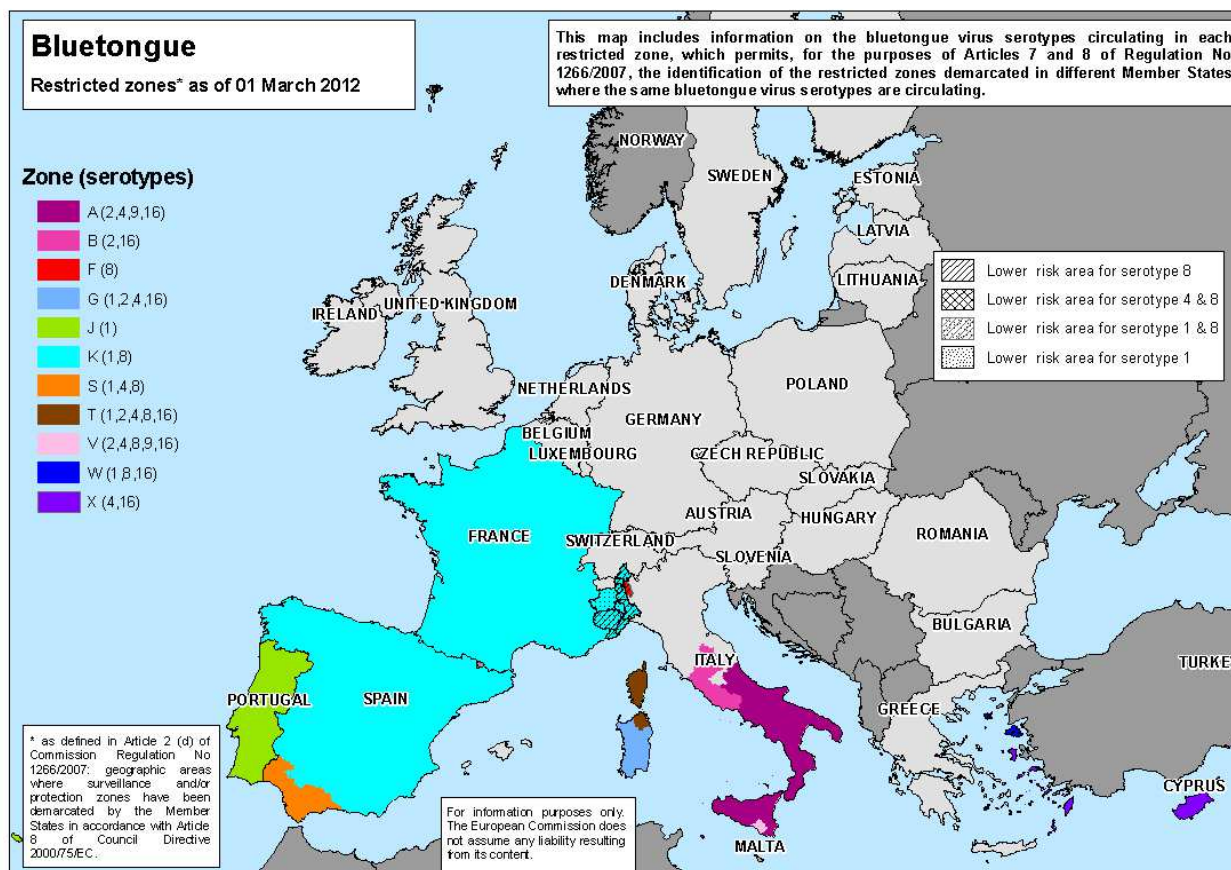 Bluetongue
Restricted zones* as of 01 March 2012
This map includes information on the bluetongue virus serotypes circulating in each
restricted zone, which permits, for the purposes of Articles 7 and 8 of Regulation No
1266/2007, the identification of the restricted zones demarcated in different Member States
where the same bluetongue virus serotypes are circulating.
Zone (serotypes)
A (2,4,9,16)
B (2,16)
F (8)
G (1,2,4,16)
J (1)
K (1,8)
S (1,4,8)
T (1,2,4,8,16)
V (2,4,8,9,16)
W (1,8,16)
X (4,16)
Lower risk area for serotype 8
Lower risk area for serotype 4 & 8
Lower risk area for serotype 1 & 8
Lower risk area for serotype 1
NORWAY
SWEDEN
ESTONIA
LATVIA
LITHUANIA
DENMARK
UNITED KINGDOM
IRELAND
NETHERLANDS
POLAND
GERMANY
BELGIUM
LUXEMBOURG
CZECH REPUBLIC
SLOVAKIA
AUSTRIA
HUNGARY
ROMANIA
FRANCE
SWITZERLAND
SLOVENIA
BULGARIA
ITALY
TURKE
PORTUGAL
SPAIN
GREECE
CYPRUS
MALTA
* as defined in Article 2 (d) of
Commission Regulation No
1266/2007: geographic areas
where surveillance and/or
protection zones have been
demarcated by the Member
States in accordance with Article
8 of Council Directive
2000/75/EC.
For information purposes only.
The European Commission does
not assume any liability resulting
from its content.